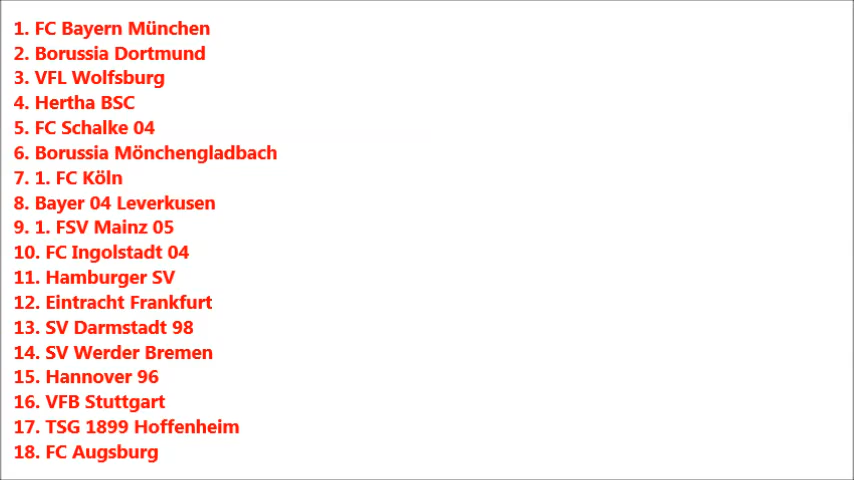 1. FC Bayern München
2. Borussia Dortmund
3. VFL Wolfsburg
4. Hertha BSC
5. FC Schalke 04
6. Borussia Mönchengladbach
7. 1. FC Köln
8. Bayer 04 Leverkusen
9. 1. FSV Mainz 05
10. FC Ingolstadt 04
11. Hamburger SV
12. Eintracht Frankfurt
13. SV Darmstadt 98
14. SV Werder Bremen
15. Hannover 96
16. VFB Stuttgart
17. TSG 1899 Hoffenheim
18. FC Augsburg